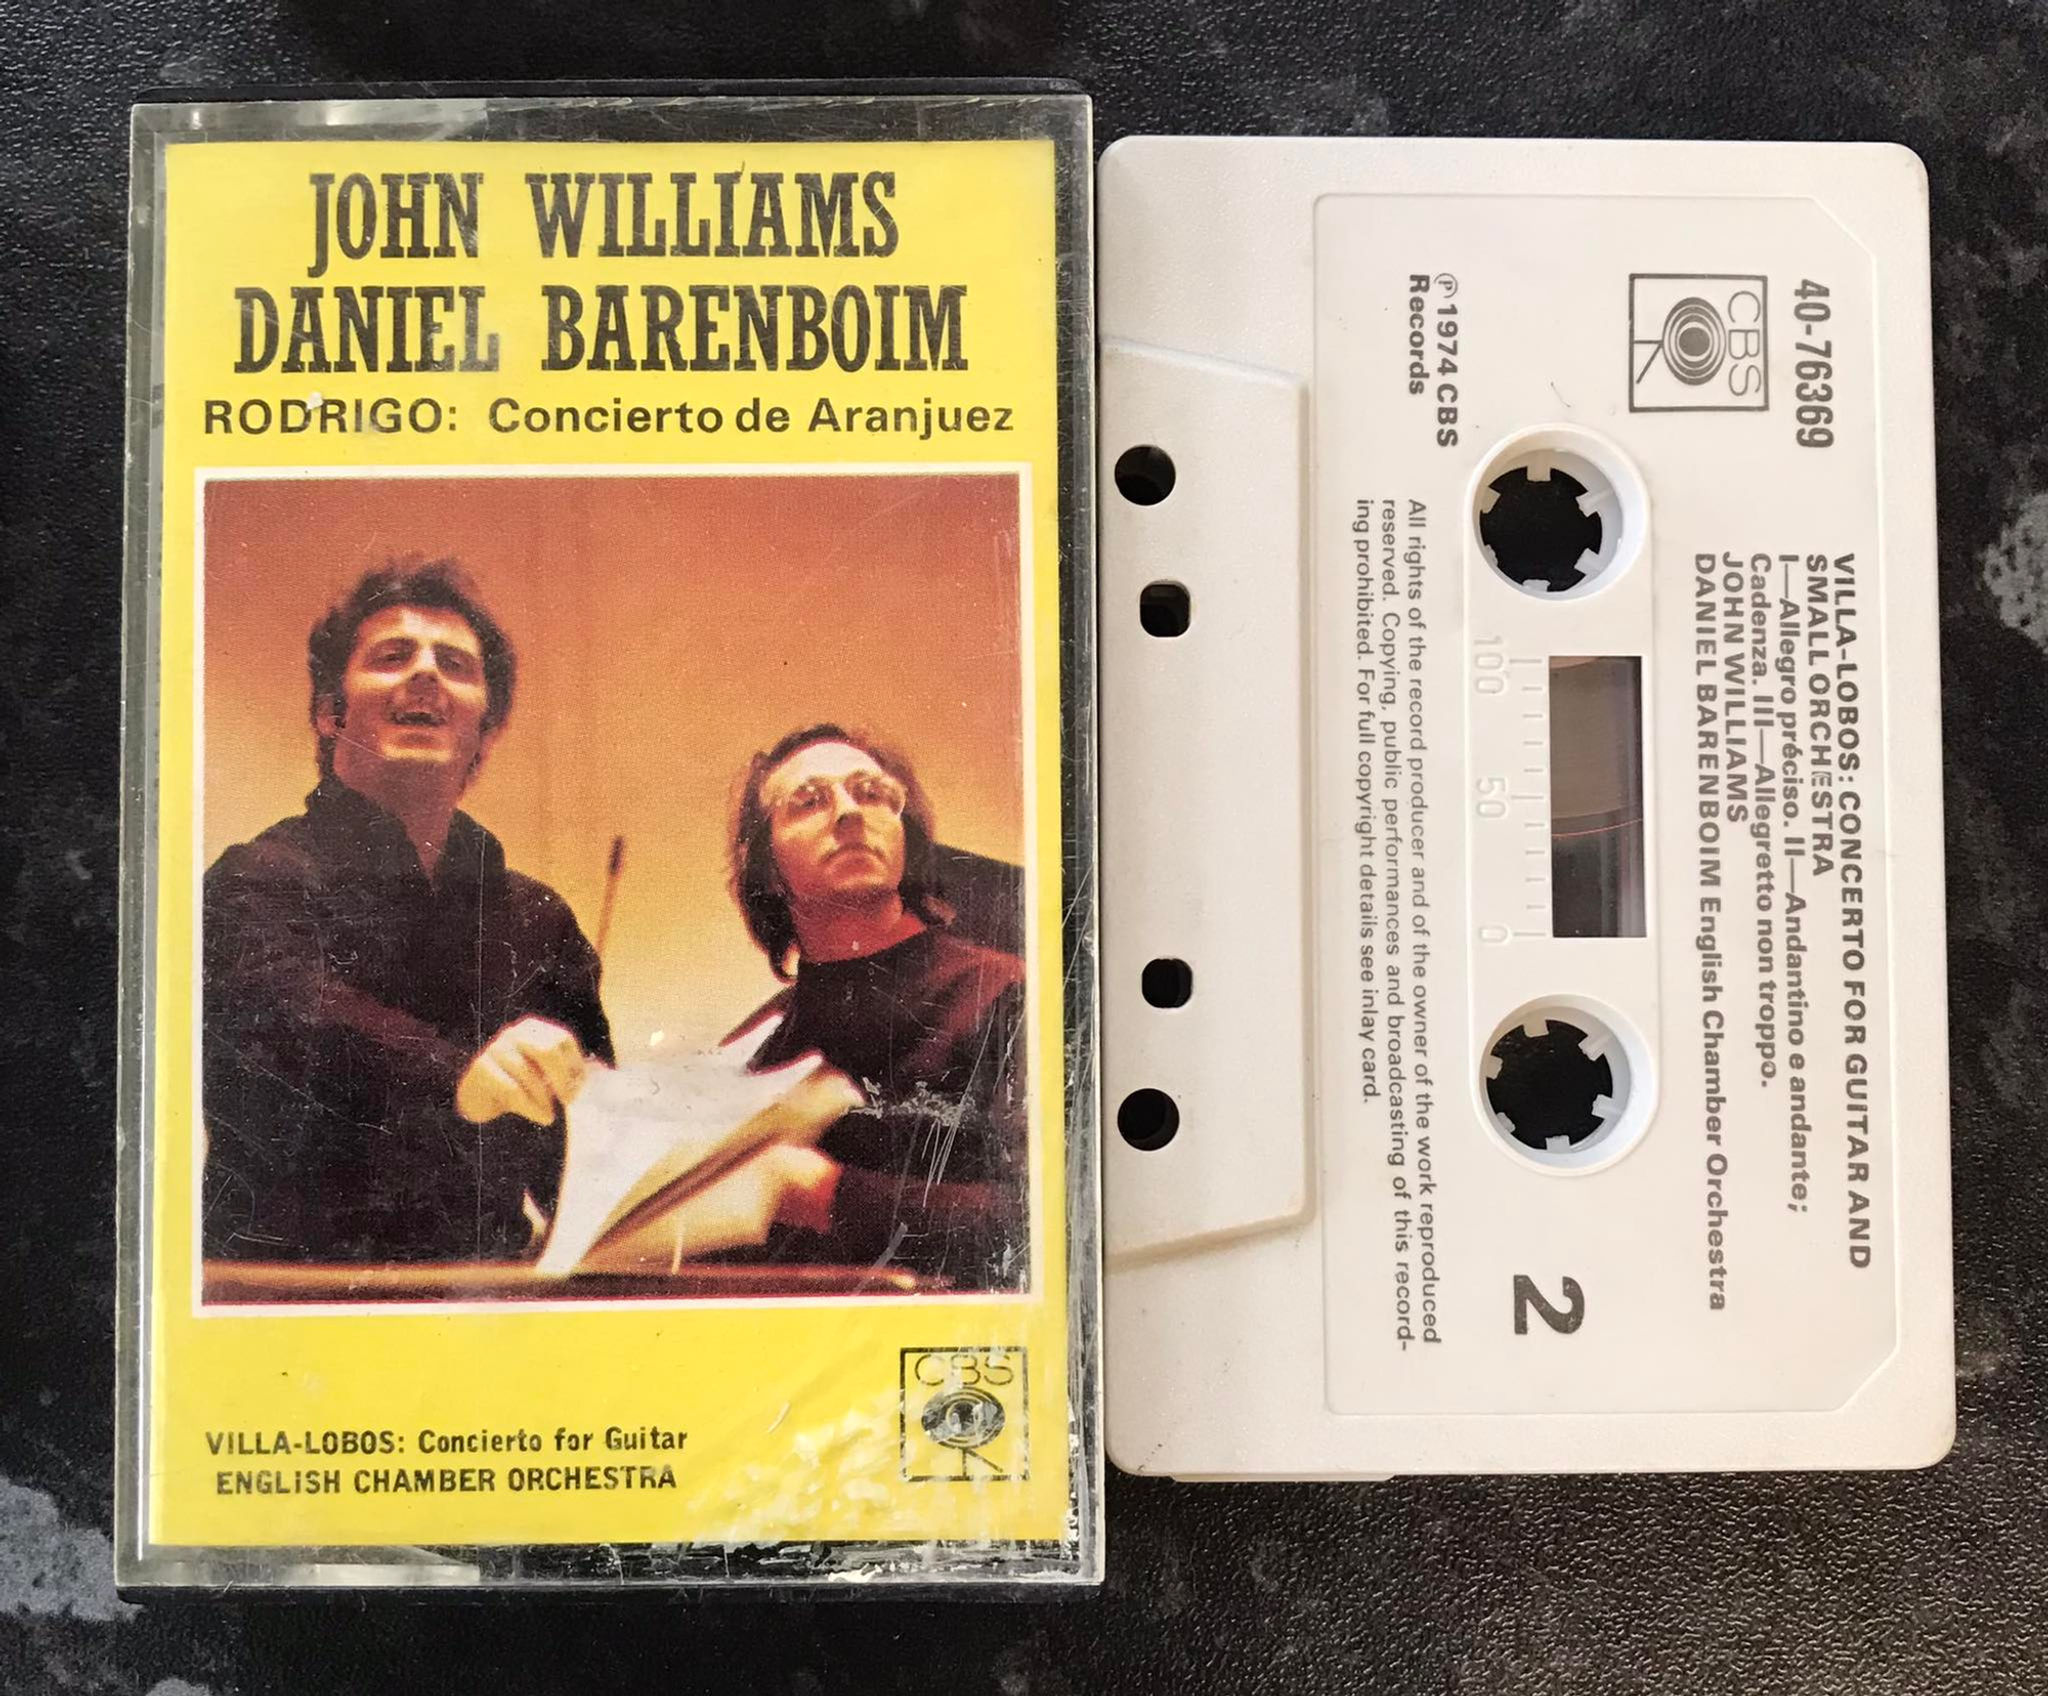 JOHN WILLIAMS
DANIEL BARENBOIM
RODRIGO: Concierto de Aranjuez
CBS
VILLA-LOBOS: Concierto for Guitar
ENGLISH CHAMBER ORCHESTRA
40-76369
CBS
VILLA-LOBOS: CONCERTO FOR GUITAR AND
SMALL ORCHESTRA
I—Allegro préciso. II—Andantino e andante;
Cadenza. III—Allegretto non troppo.
JOHN WILLIAMS
DANIEL BARENBOIM English Chamber Orchestra
100 50 0
2
℗ 1974 CBS
Records
All rights of the record producer and of the owner of the work reproduced
reserved. Copying, public performances and broadcasting of this record-
ing prohibited. For full copyright details see inlay card.